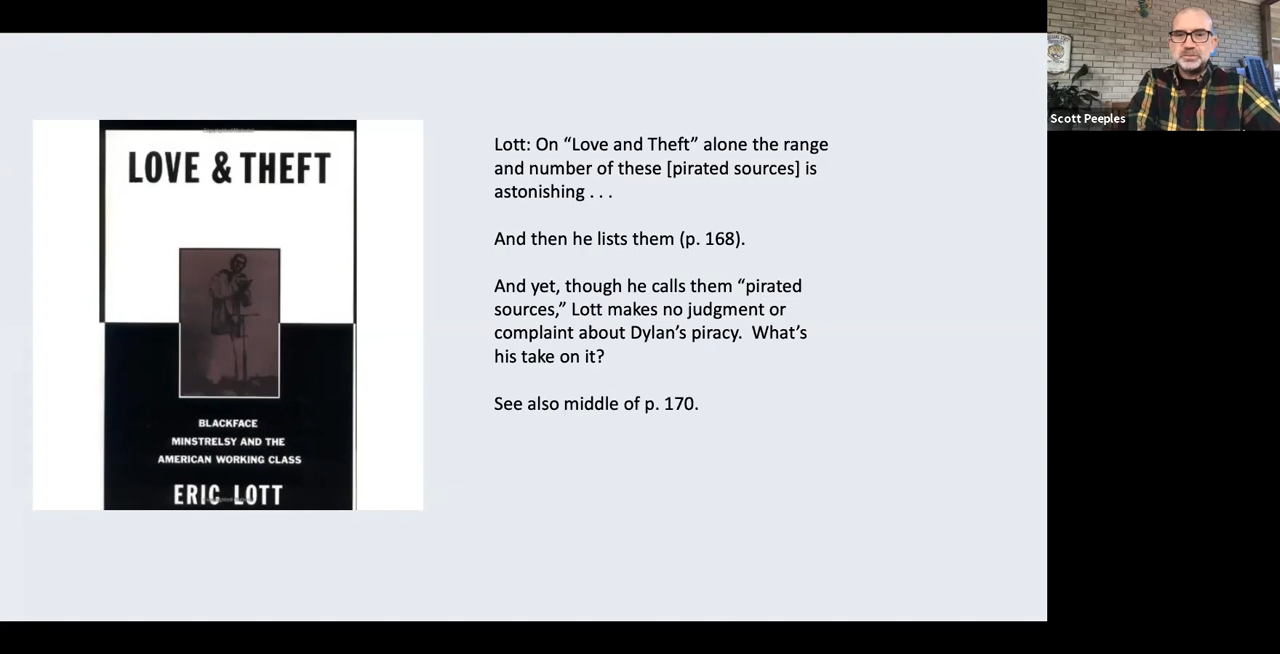 LOVE & THEFT
BLACKFACE
MINSTRELSY AND THE
AMERICAN WORKING CLASS
ERIC LOTT
Lott: On “Love and Theft” alone the range
and number of these [pirated sources] is
astonishing . . .
And then he lists them (p. 168).
And yet, though he calls them “pirated
sources,” Lott makes no judgment or
complaint about Dylan’s piracy.  What’s
his take on it?
See also middle of p. 170.
Scott Peeples